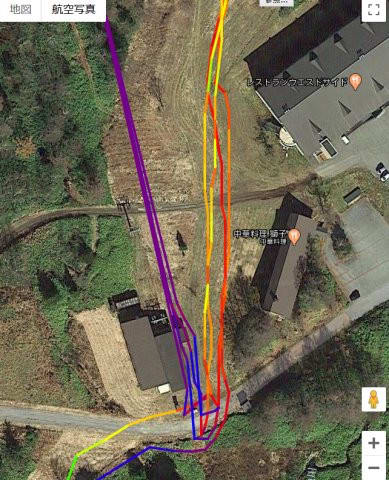 地図
航空写真
レストランウエストサイド
中華料理 獅子
中華料理